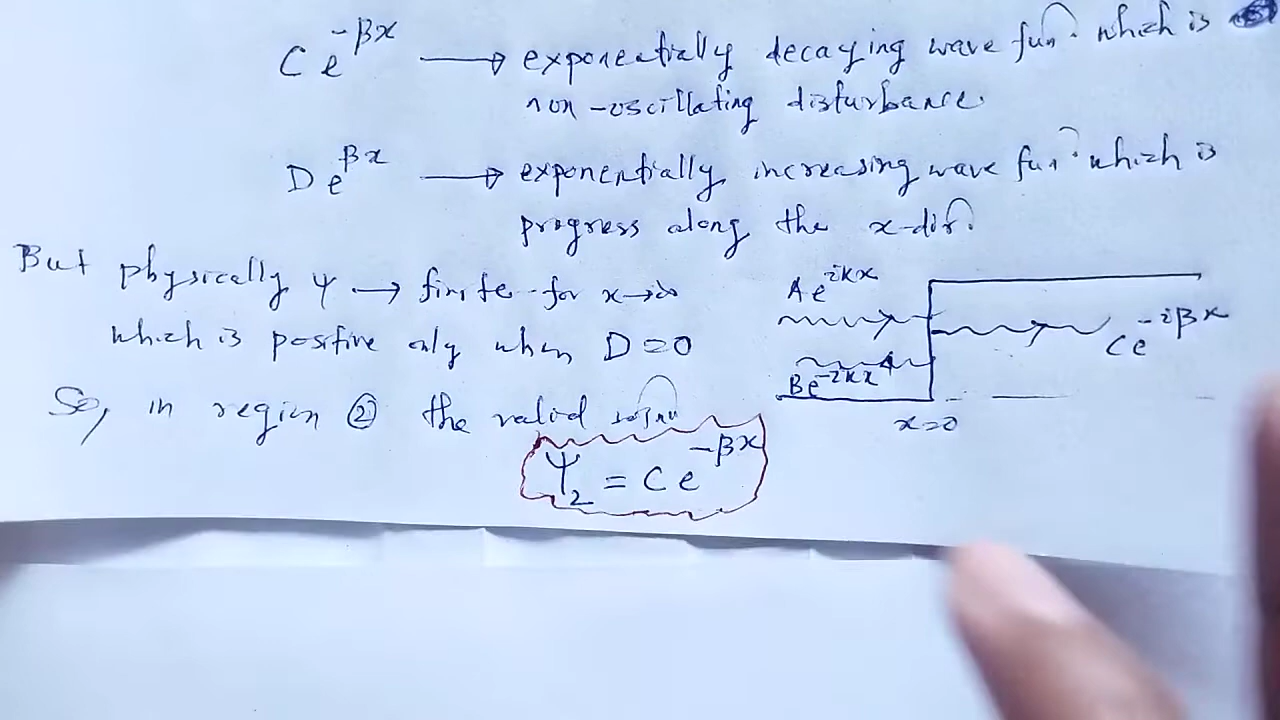 Ce^{-βx} → exponentially decaying wave fun. which is
non-oscillating disturbance.
De^{βx} → exponentially increasing wave fun. which is
progress along the x-dir.
But physically ψ → finite for x→∞
which is positive only when D=0
So, in region ② the valid
ψ₂ = Ce^{-βx}
Ae^{ikx}
Ce^{-iβx}
Be^{-ikx}
x=0